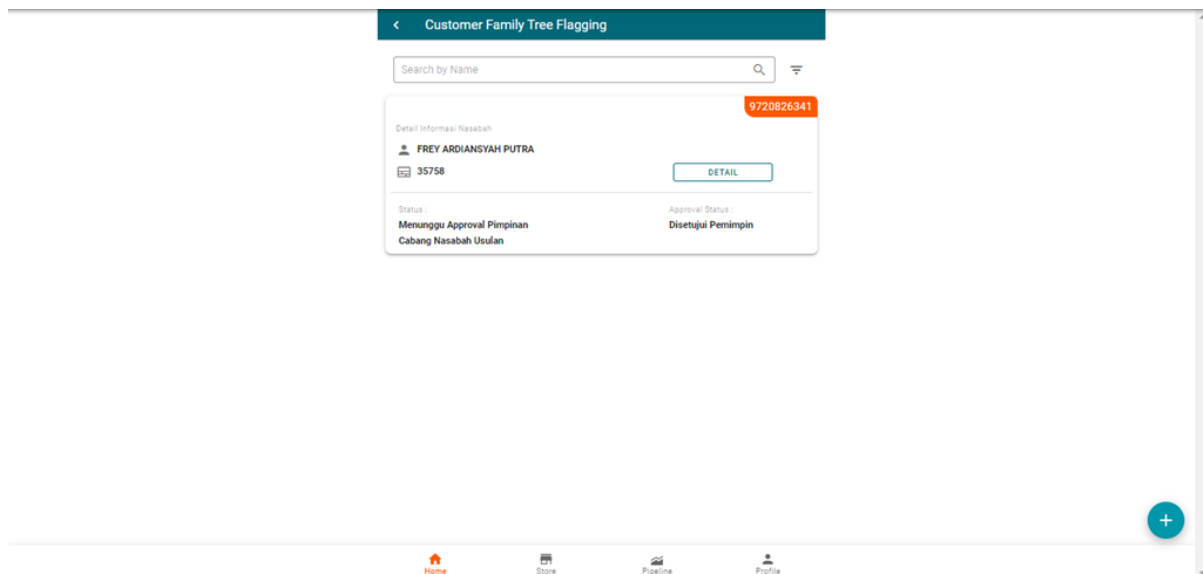 Customer Family Tree Flagging
Search by Name
9720826341
Detail Informasi Nasabah
FREY ARDIANSYAH PUTRA
35758
DETAIL
Status :
Menunggu Approval Pimpinan
Cabang Nasabah Usulan
Approval Status :
Disetujui Pemimpin
Home
Store
Pipeline
Profile